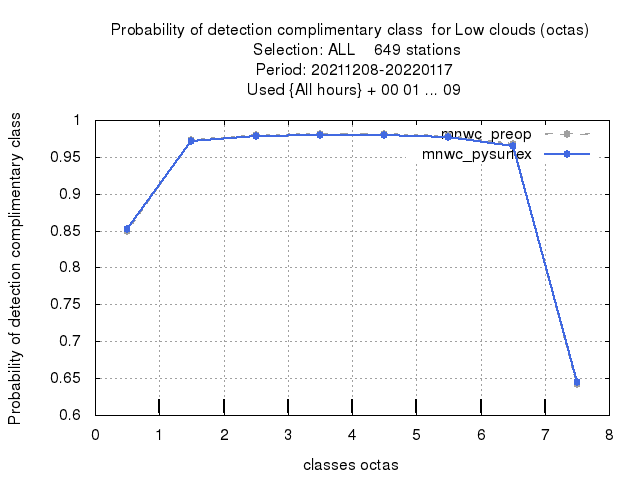 Probability of detection complimentary class  for Low clouds (octas)
Selection: ALL    649 stations
Period: 20211208-20220117
Used {All hours} + 00 01 ... 09
Probability of detection complimentary class
mnwc_preop
mnwc_pysurfex
1
0.95
0.9
0.85
0.8
0.75
0.7
0.65
0.6
0 1 2 3 4 5 6 7 8
classes octas